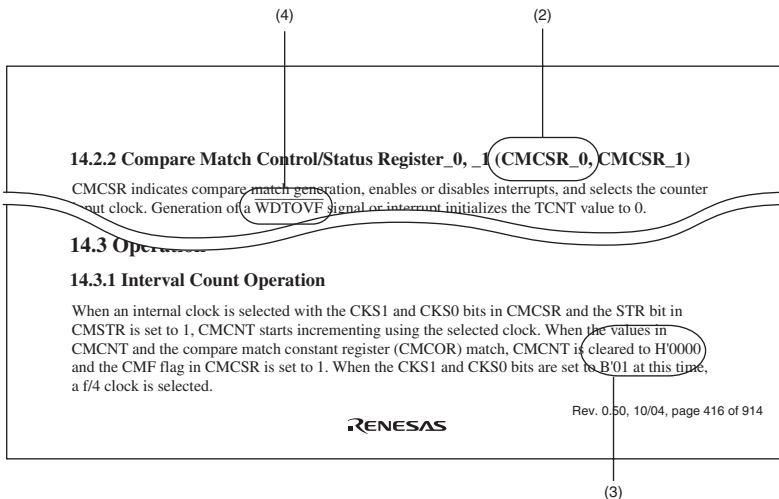 (4) (2)
14.2.2 Compare Match Control/Status Register_0, _1 (CMCSR_0, CMCSR_1)
CMCSR indicates compare match generation, enables or disables interrupts, and selects the counter
input clock. Generation of a WDTOVF signal or interrupt initializes the TCNT value to 0.
14.3 Operation
14.3.1 Interval Count Operation
When an internal clock is selected with the CKS1 and CKS0 bits in CMCSR and the STR bit in
CMSTR is set to 1, CMCNT starts incrementing using the selected clock. When the values in
CMCNT and the compare match constant register (CMCOR) match, CMCNT is cleared to H'0000
and the CMF flag in CMCSR is set to 1. When the CKS1 and CKS0 bits are set to B'01 at this time,
a f/4 clock is selected.
Rev. 0.50, 10/04, page 416 of 914
RENESAS
(3)